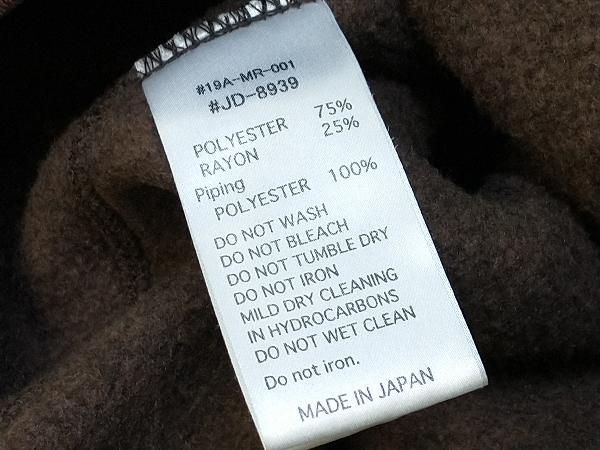 #19A-MR-001
#JD-8939
POLYESTER 75%
RAYON 25%
Piping
POLYESTER 100%
DO NOT WASH
DO NOT BLEACH
DO NOT TUMBLE DRY
DO NOT IRON
MILD DRY CLEANING
IN HYDROCARBONS
DO NOT WET CLEAN
Do not iron.
MADE IN JAPAN